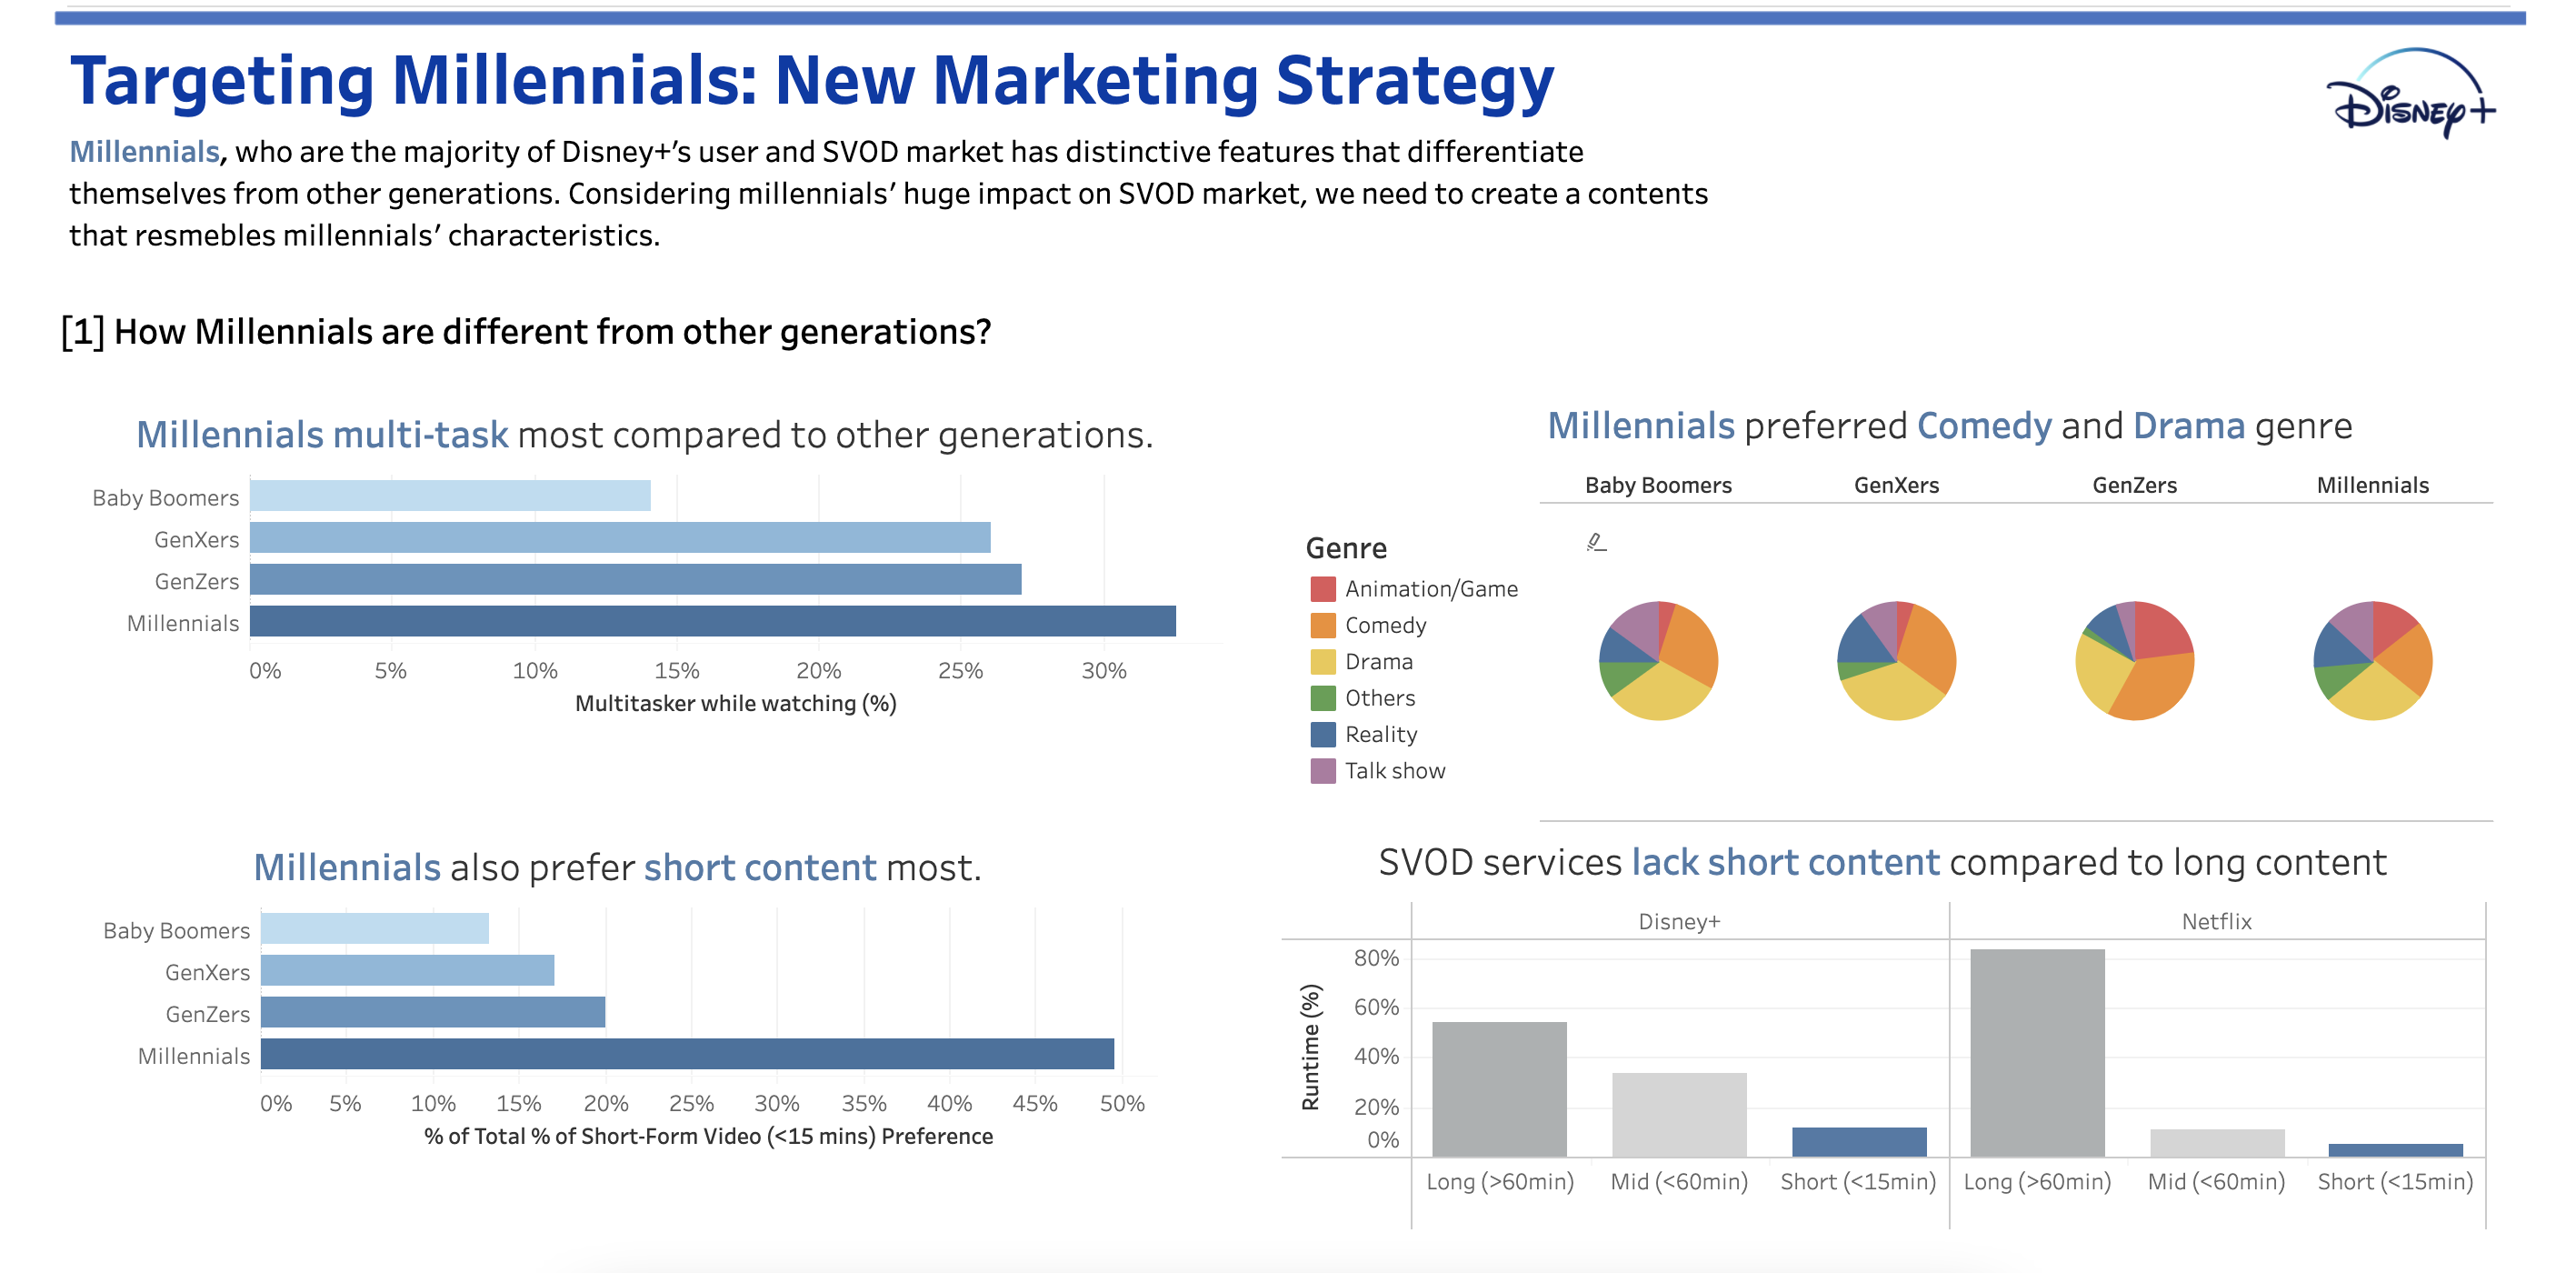 Targeting Millennials: New Marketing Strategy
Disney+
Millennials, who are the majority of Disney+’s user and SVOD market has distinctive features that differentiate
themselves from other generations. Considering millennials’ huge impact on SVOD market, we need to create a contents
that resmebles millennials’ characteristics.
[1] How Millennials are different from other generations?
Millennials multi-task most compared to other generations.
Baby Boomers
GenXers
GenZers
Millennials
0% 5% 10% 15% 20% 25% 30%
Multitasker while watching (%)
Millennials preferred Comedy and Drama genre
Baby Boomers GenXers GenZers Millennials
Genre
Animation/Game
Comedy
Drama
Others
Reality
Talk show
Millennials also prefer short content most.
Baby Boomers
GenXers
GenZers
Millennials
0% 5% 10% 15% 20% 25% 30% 35% 40% 45% 50%
% of Total % of Short-Form Video (<15 mins) Preference
SVOD services lack short content compared to long content
Disney+ Netflix
Runtime (%)
80%
60%
40%
20%
0%
Long (>60min) Mid (<60min) Short (<15min) Long (>60min) Mid (<60min) Short (<15min)